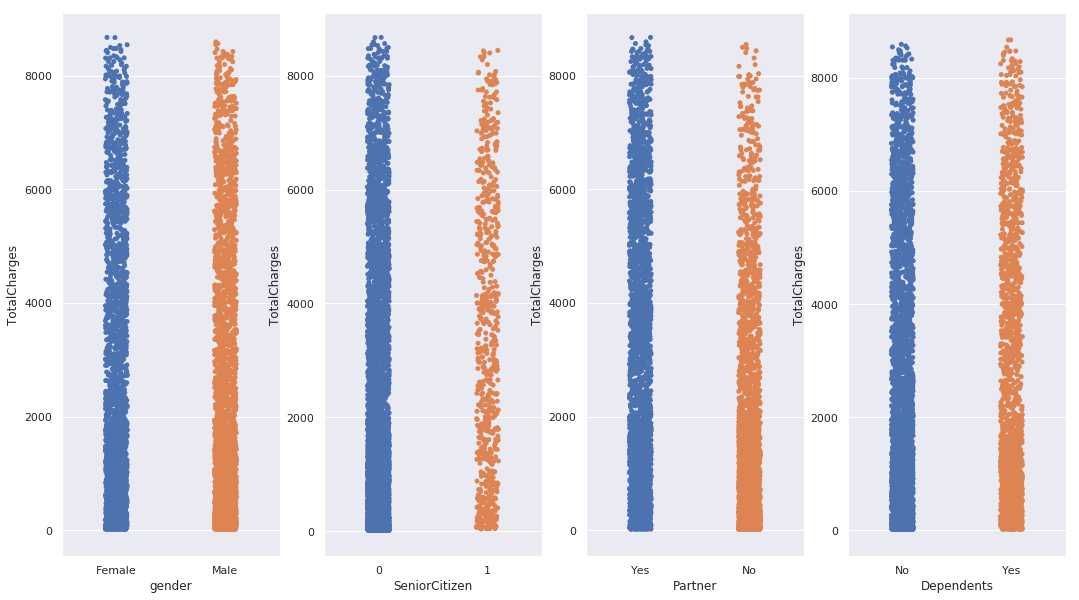 TotalCharges
8000
6000
4000
2000
0
Female Male
gender
TotalCharges
8000
6000
4000
2000
0
0 1
SeniorCitizen
TotalCharges
8000
6000
4000
2000
0
Yes No
Partner
TotalCharges
8000
6000
4000
2000
0
No Yes
Dependents